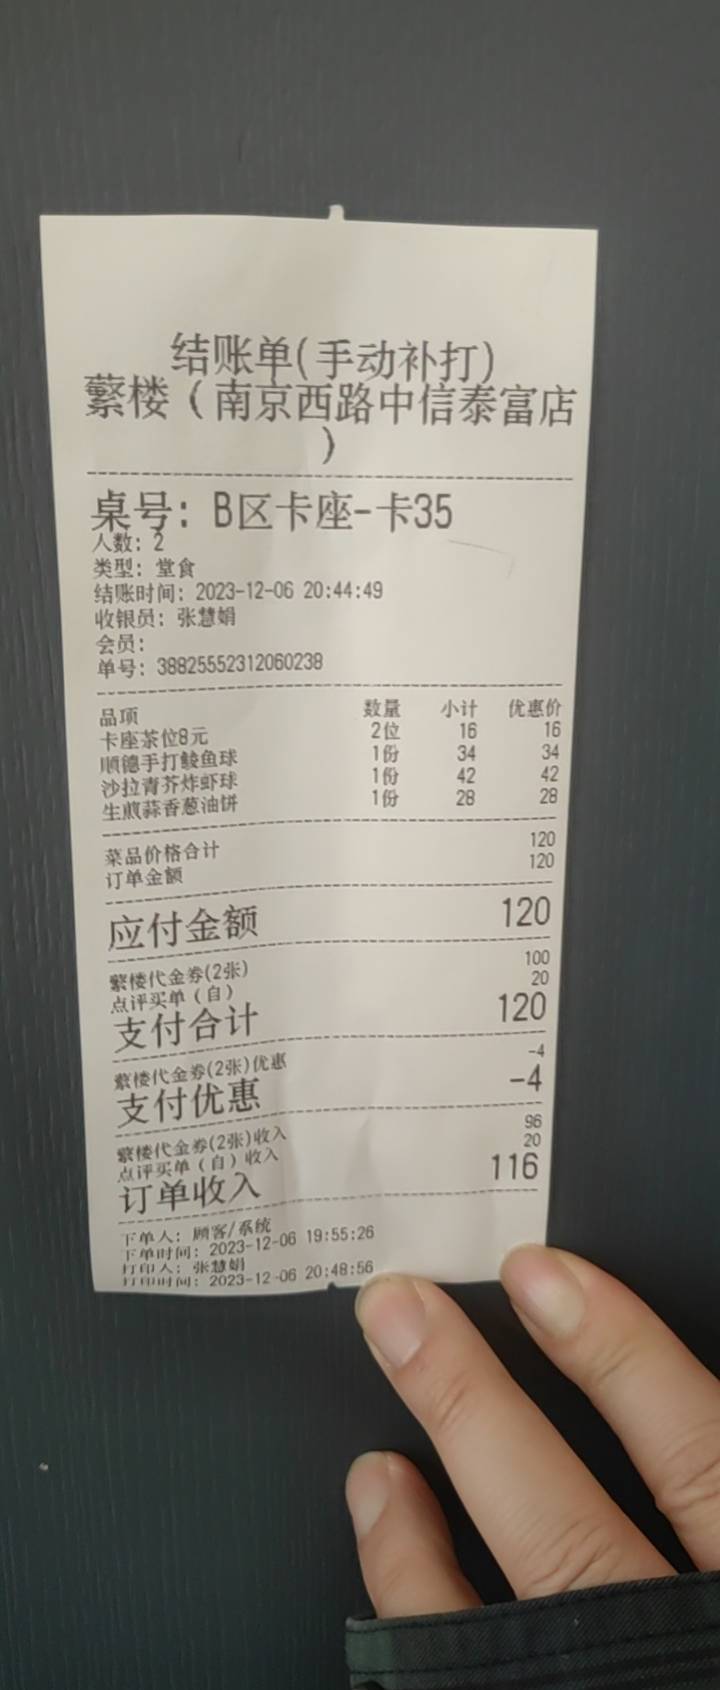 结账单(手动补打)
蘩楼（南京西路中信泰富店
）
桌号：B区卡座-卡35
人数：2
类型：堂食
结账时间：2023-12-06 20:44:49
收银员：张慧娟
会员：
单号：38825552312060238
品项 数量 小计 优惠价
卡座茶位8元 2位 16 16
顺德手打鲮鱼球 1份 34 34
沙拉青芥炸虾球 1份 42 42
生煎蒜香葱油饼 1份 28 28
菜品价格合计 120
订单金额 120
应付金额 120
蘩楼代金券(2张) 100
点评买单（自） 20
支付合计 120
蘩楼代金券(2张)优惠 -4
支付优惠 -4
蘩楼代金券(2张)收入 96
点评买单（自）收入 20
订单收入 116
下单人：顾客/系统
下单时间：2023-12-06 19:55:26
打印人：张慧娟
打印时间：2023-12-06 20:48:56